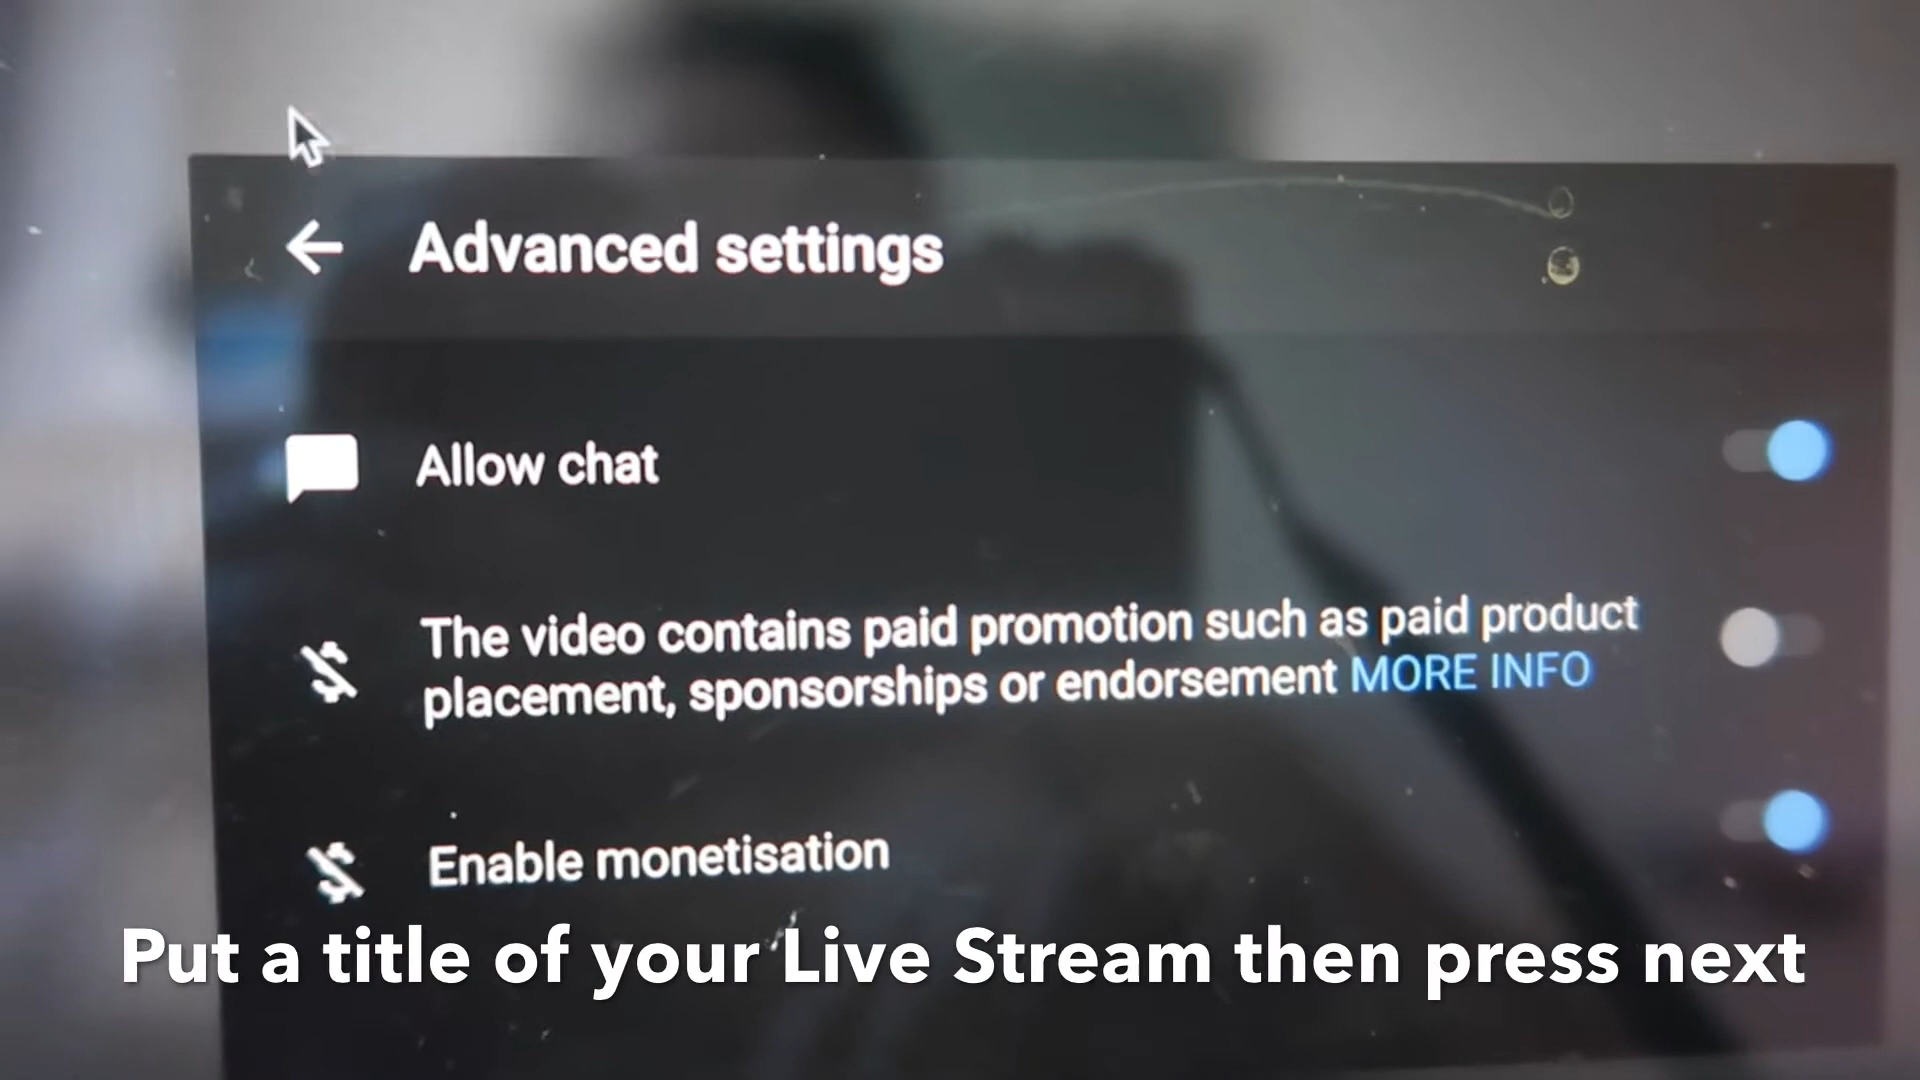 Advanced settings
Allow chat
The video contains paid promotion such as paid product
placement, sponsorships or endorsement MORE INFO
Enable monetisation
Put a title of your Live Stream then press next